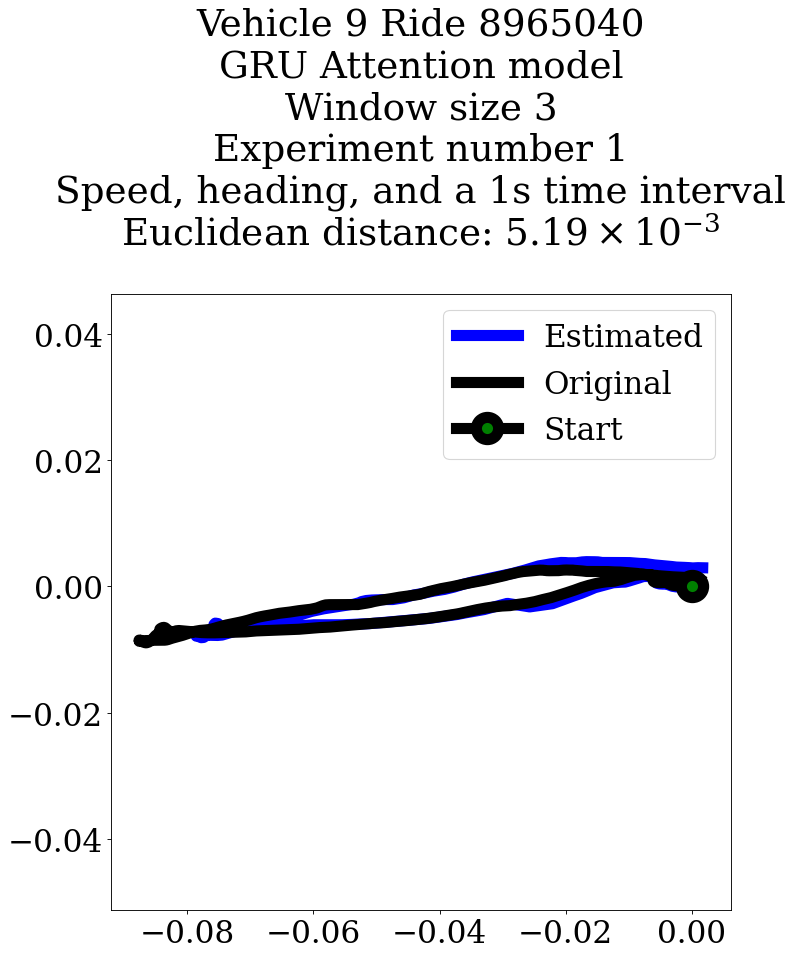 Vehicle 9 Ride 8965040
GRU Attention model
Window size 3
Experiment number 1
Speed, heading, and a 1s time interval
Euclidean distance: 5.19 × 10⁻³
Estimated
Original
Start
0.04
0.02
0.00
−0.02
−0.04
−0.08
−0.06
−0.04
−0.02
0.00